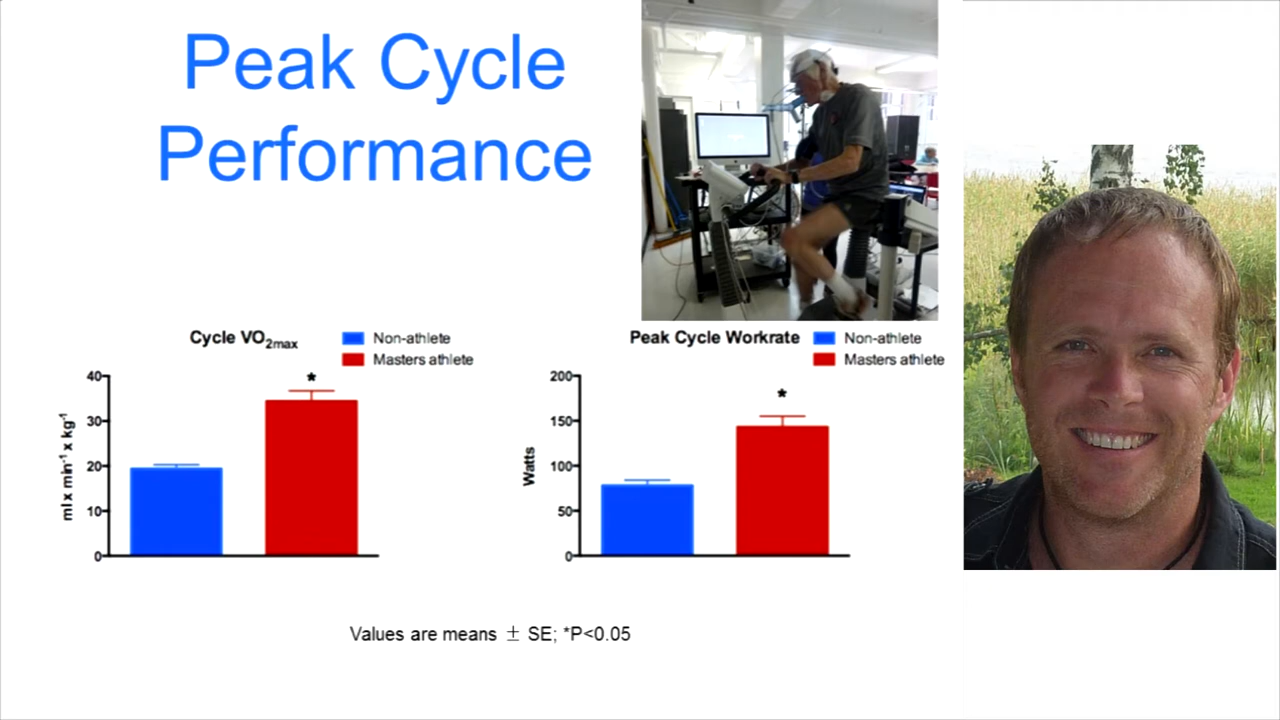 Peak Cycle
Performance
Cycle VO2max
Non-athlete
Masters athlete
40
30
20
10
0
ml x min-1 x kg-1
*
Peak Cycle Workrate
Non-athlete
Masters athlete
200
150
100
50
0
Watts
*
Values are means ± SE; *P<0.05